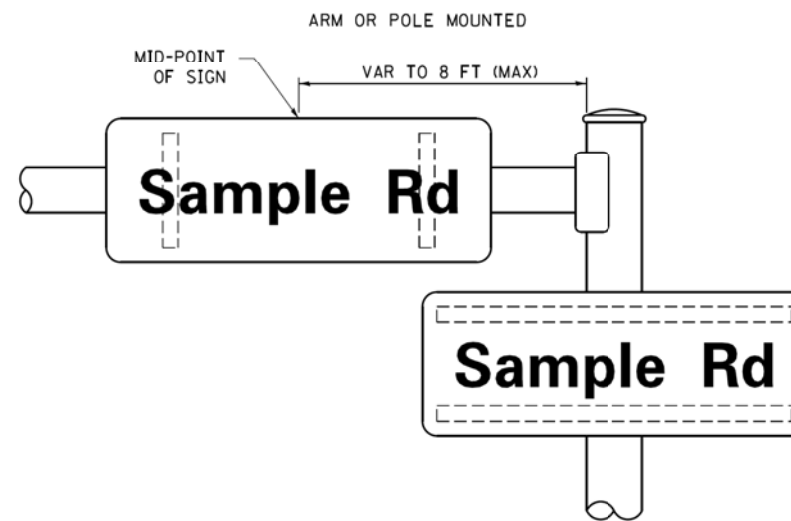 ARM OR POLE MOUNTED
MID-POINT
OF SIGN
VAR TO 8 FT (MAX)
Sample Rd
Sample Rd